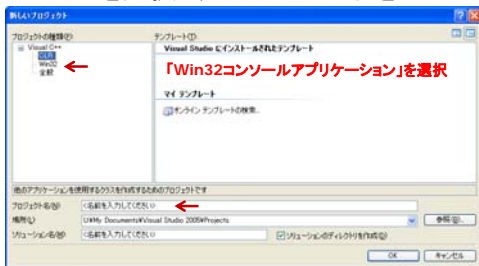 新しいプロジェクト
プロジェクトの種類(P):
テンプレート(T):
Visual C++
CLR
Win32
全般
Visual Studio にインストールされたテンプレート
「Win32コンソールアプリケーション」を選択
マイ テンプレート
オンライン テンプレートの検索...
他のアプリケーションを使用するクラスを作成するためのプロジェクトです
プロジェクト名(N):
<名前を入力してください>
場所(L):
U:¥My Documents¥Visual Studio 2005¥Projects
参照(B)...
ソリューション名(M):
<名前を入力してください>
ソリューションのディレクトリを作成(D)
OK
キャンセル